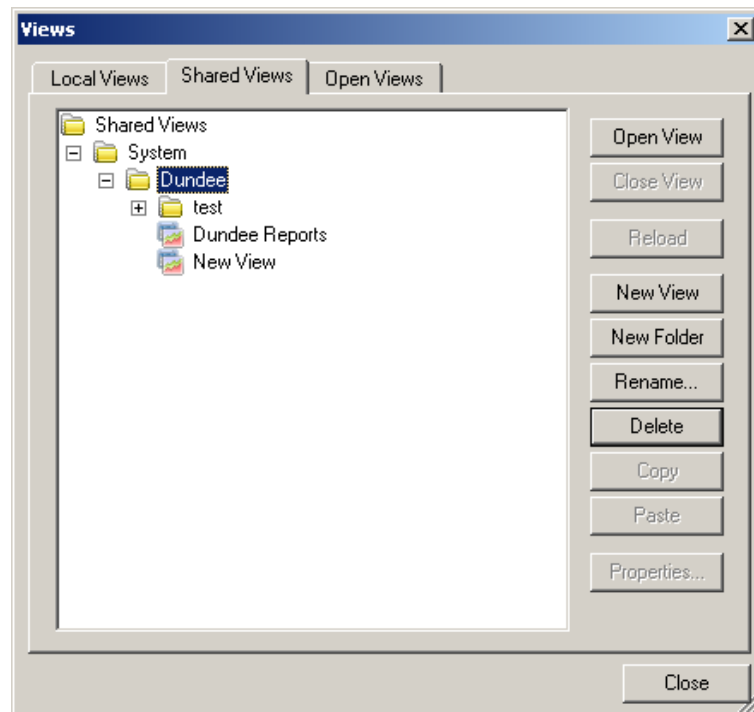 Views
Local Views Shared Views Open Views
Shared Views
System
Dundee
test
Dundee Reports
New View
Open View
Close View
Reload
New View
New Folder
Rename...
Delete
Copy
Paste
Properties...
Close